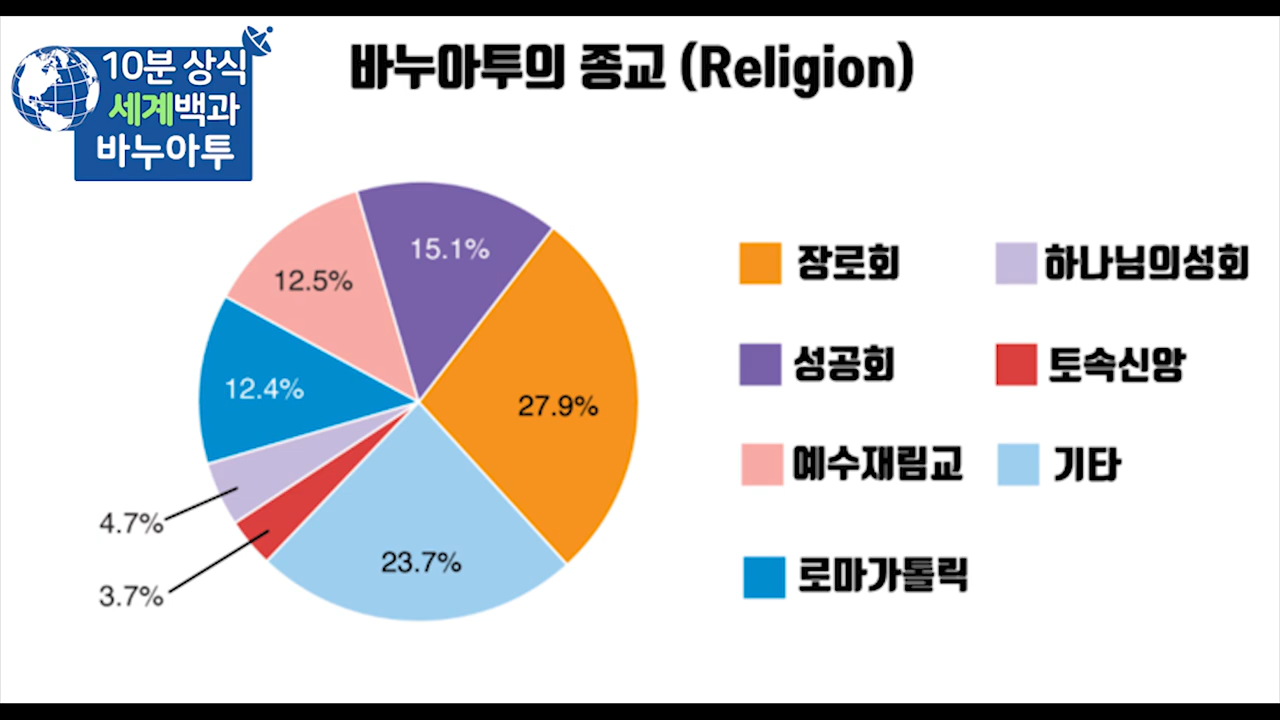 10분 상식
세계백과
바누아투
바누아투의 종교 (Religion)
15.1%
12.5%
27.9%
12.4%
4.7%
3.7%
23.7%
장로회
하나님의성회
성공회
토속신앙
예수재림교
기타
로마가톨릭